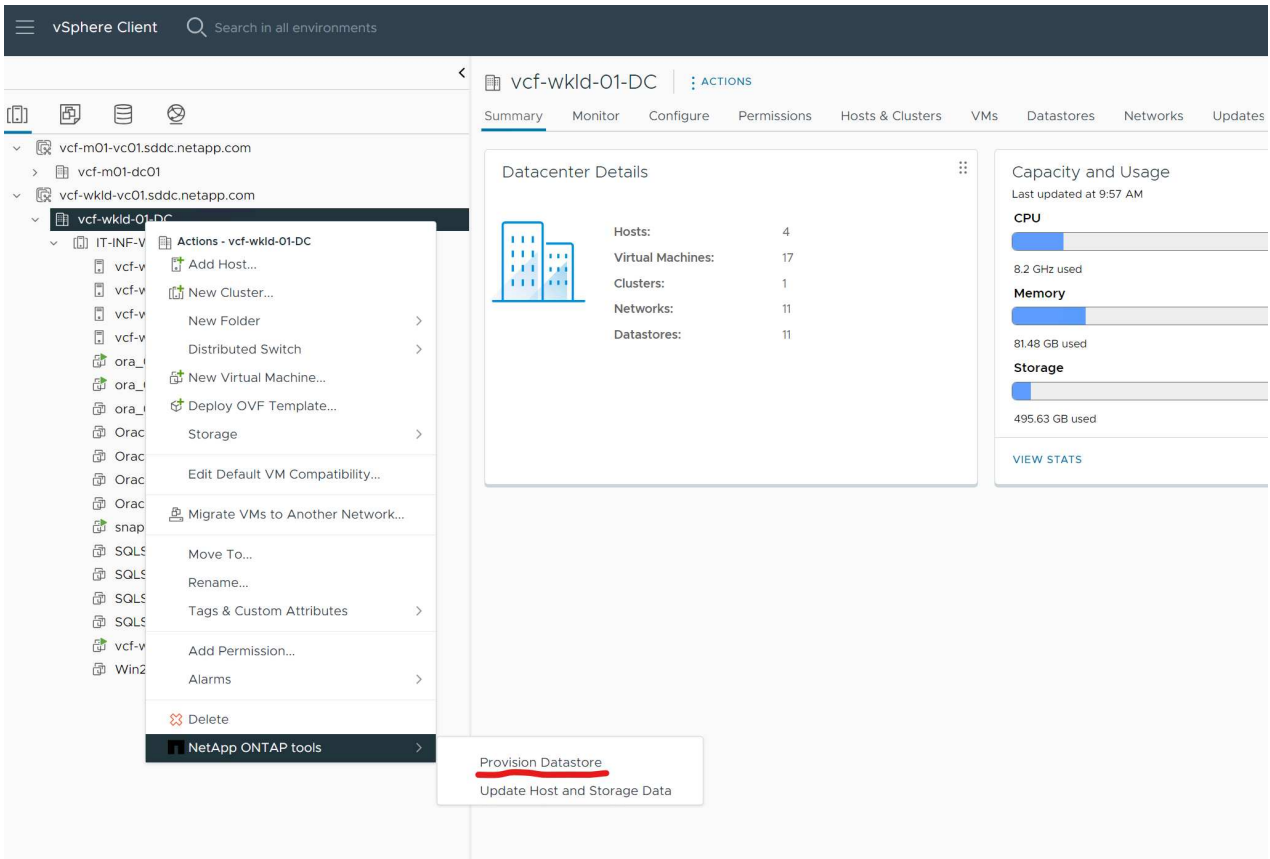 vSphere Client
Search in all environments
vcf-m01-vc01.sddc.netapp.com
vcf-m01-dc01
vcf-wkld-vc01.sddc.netapp.com
vcf-wkld-01-DC
IT-INF-W
vcf-w
vcf-w
vcf-w
vcf-w
ora_
ora_
ora_
Orac
Orac
Orac
Orac
snap
SQLS
SQLS
SQLS
SQLS
vcf-w
Win2
Actions - vcf-wkld-01-DC
Add Host...
New Cluster...
New Folder
Distributed Switch
New Virtual Machine...
Deploy OVF Template...
Storage
Edit Default VM Compatibility...
Migrate VMs to Another Network...
Move To...
Rename...
Tags & Custom Attributes
Add Permission...
Alarms
Delete
NetApp ONTAP tools
Provision Datastore
Update Host and Storage Data
vcf-wkld-01-DC
ACTIONS
Summary Monitor Configure Permissions Hosts & Clusters VMs Datastores Networks Updates
Datacenter Details
Hosts: 4
Virtual Machines: 17
Clusters: 1
Networks: 11
Datastores: 11
Capacity and Usage
Last updated at 9:57 AM
CPU
8.2 GHz used
Memory
81.48 GB used
Storage
495.63 GB used
VIEW STATS